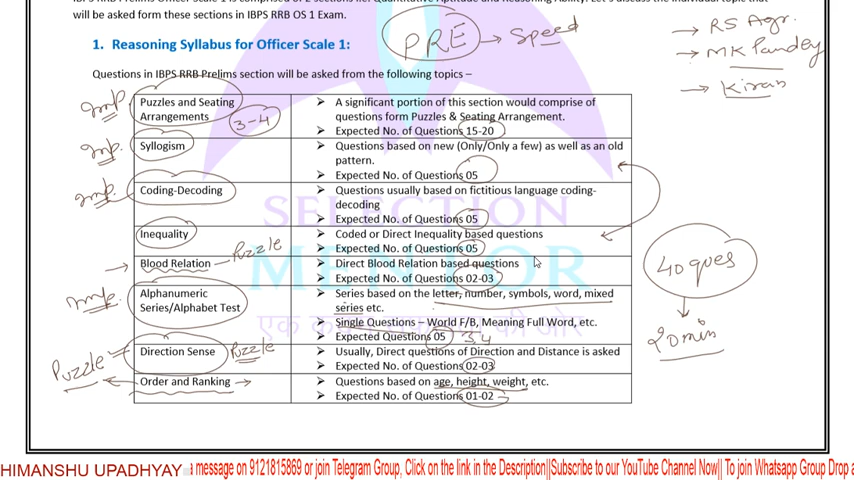 will be asked form these sections in IBPS RRB OS 1 Exam.
PRE → Speed
→ RS Agr.
→ MK Pandey
→ Kiran
1. Reasoning Syllabus for Officer Scale 1:
Questions in IBPS RRB Prelims section will be asked from the following topics –
Imp Puzzles and Seating
Arrangements 3-4
➢ A significant portion of this section would comprise of
questions form Puzzles & Seating Arrangement.
➢ Expected No. of Questions 15-20
Imp. Syllogism
➢ Questions based on new (Only/Only a few) as well as an old
pattern.
➢ Expected No. of Questions 05
Imp. Coding-Decoding
➢ Questions usually based on fictitious language coding-
decoding
➢ Expected No. of Questions 05
Inequality
➢ Coded or Direct Inequality based questions
➢ Expected No. of Questions 05
→ Blood Relation – Puzzle
➢ Direct Blood Relation based questions
➢ Expected No. of Questions 02-03
Imp. Alphanumeric
Series/Alphabet Test
➢ Series based on the letter, number, symbols, word, mixed
series etc.
➢ Single Questions – World F/B, Meaning Full Word, etc.
➢ Expected Questions 05 3,4
Puzzle Direction Sense Puzzle
➢ Usually, Direct questions of Direction and Distance is asked
➢ Expected No. of Questions 02-03
Order and Ranking →
➢ Questions based on age, height, weight, etc.
➢ Expected No. of Questions 01-02
40 ques
20 min
SELECTION
MENTOR
HIMANSHU UPADHYAY
a message on 9121815869 or join Telegram Group, Click on the link in the Description||Subscribe to our YouTube Channel Now|| To join Whatsapp Group Drop a